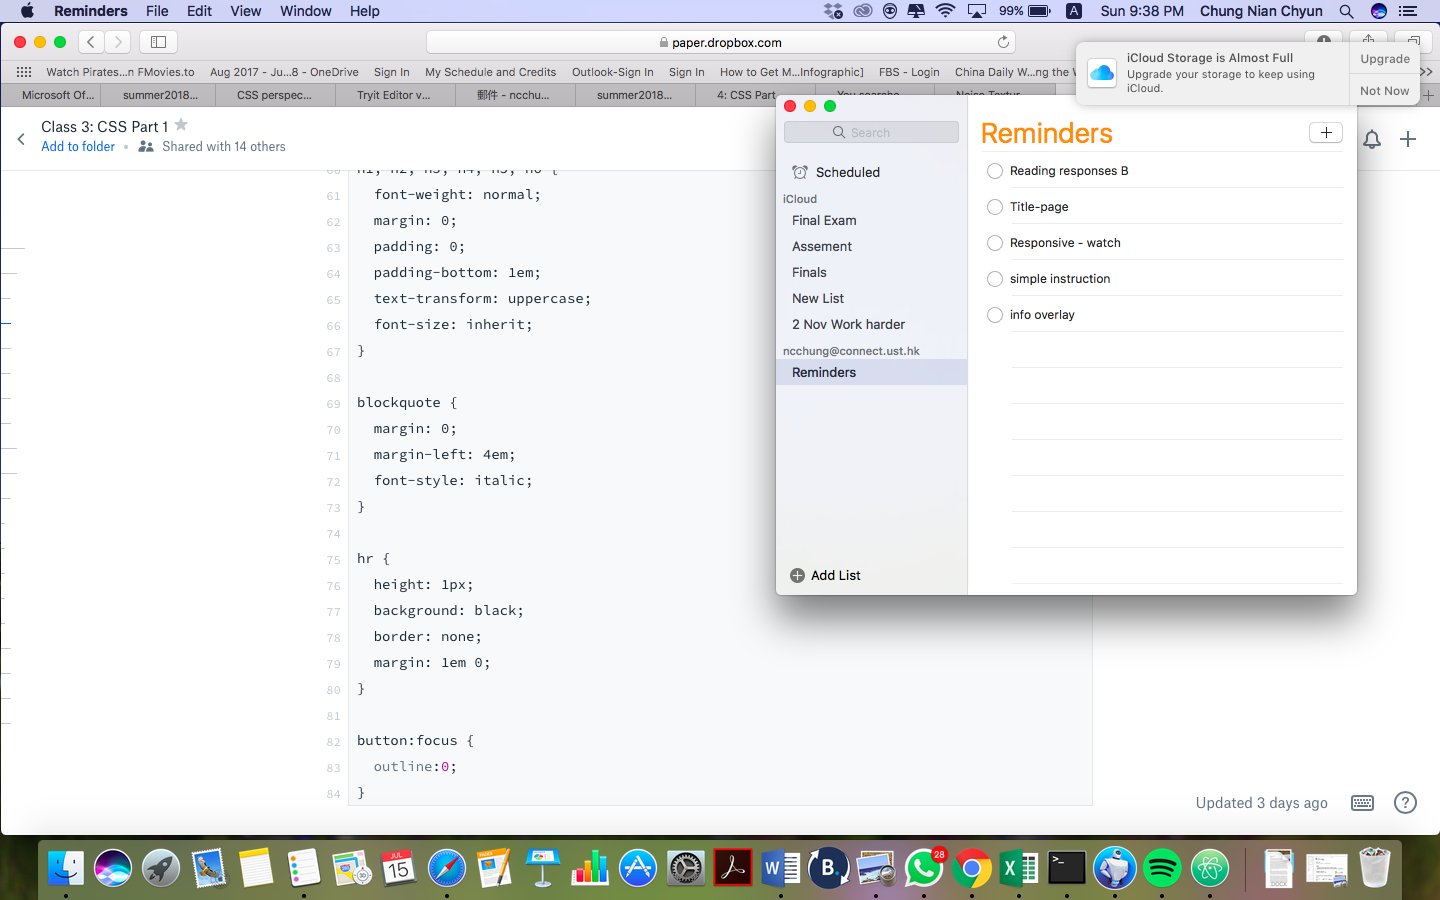 Reminders File Edit View Window Help
99% A Sun 9:38 PM Chung Nian Chyun
paper.dropbox.com
Watch Pirates...n FMovies.to Aug 2017 - Ju...8 - OneDrive Sign In My Schedule and Credits Outlook-Sign In Sign In How to Get M...Infographic] FBS - Login China Daily W...ng the W
Microsoft Of... summer2018... CSS perspec... Tryit Editor v... 郵件 - ncchu... summer2018... 4: CSS Part
iCloud Storage is Almost Full
Upgrade your storage to keep using
iCloud.
Upgrade
Not Now
Class 3: CSS Part 1
Add to folder • Shared with 14 others
61 font-weight: normal;
62 margin: 0;
63 padding: 0;
64 padding-bottom: 1em;
65 text-transform: uppercase;
66 font-size: inherit;
67 }
68
69 blockquote {
70 margin: 0;
71 margin-left: 4em;
72 font-style: italic;
73 }
74
75 hr {
76 height: 1px;
77 background: black;
78 border: none;
79 margin: 1em 0;
80 }
81
82 button:focus {
83 outline:0;
84 }
Search
Scheduled
iCloud
Final Exam
Assement
Finals
New List
2 Nov Work harder
ncchung@connect.ust.hk
Reminders
Add List
Reminders
Reading responses B
Title-page
Responsive - watch
simple instruction
info overlay
Updated 3 days ago
?
JUL
15
28
DOCX